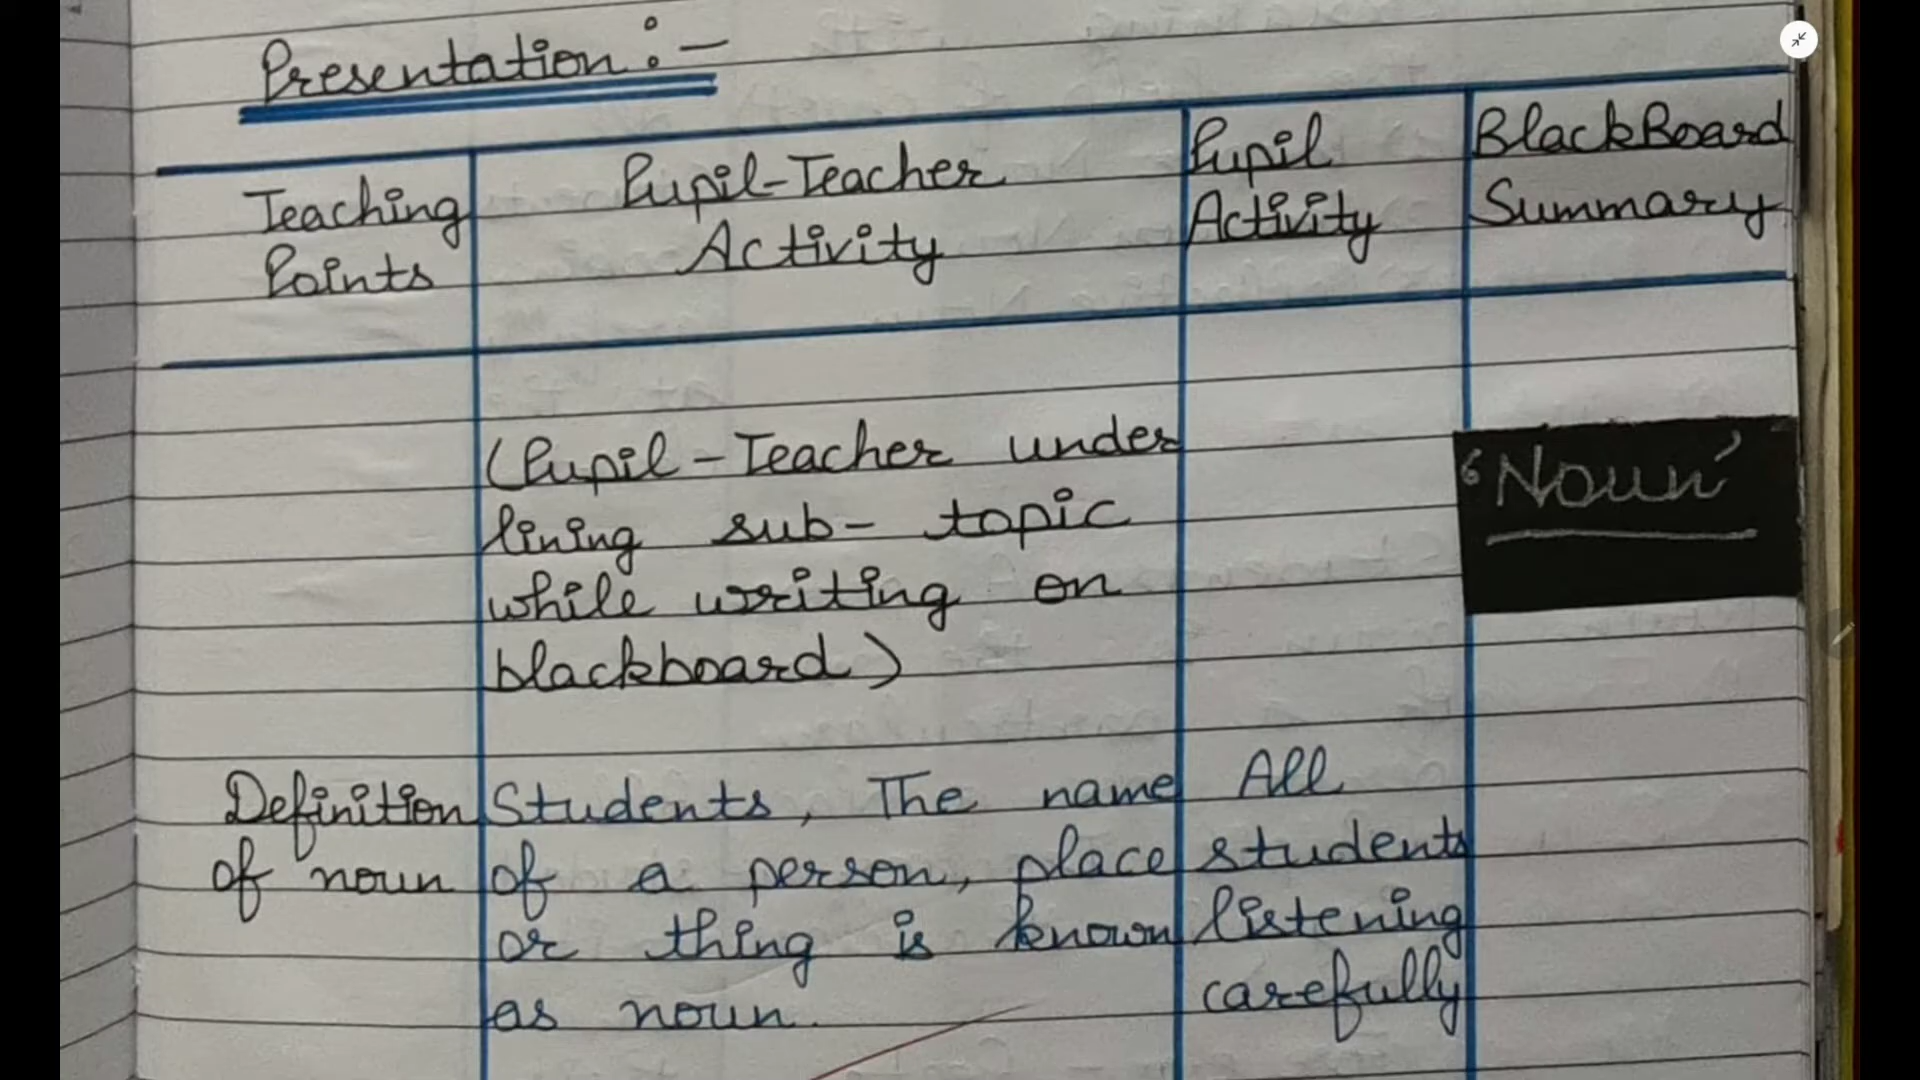 Presentation :-
Teaching
Points
Pupil-Teacher
Activity
Pupil
Activity
BlackBoard
Summary
(Pupil-Teacher under
lining sub-topic
while writing on
blackboard)
'Noun'
Definition
of noun
Students, The name
of a person, place
or thing is known
as noun.
All
students
listening
carefully